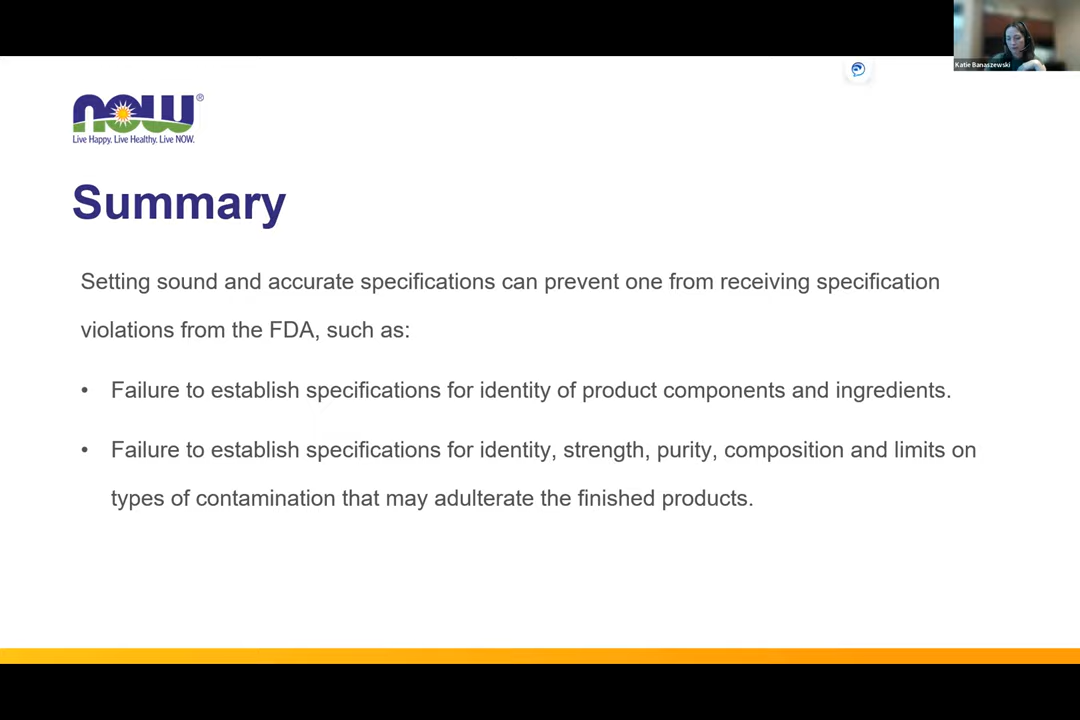 Katie Banaszewski
now®
Live Happy. Live Healthy. Live NOW.
Summary
Setting sound and accurate specifications can prevent one from receiving specification
violations from the FDA, such as:
• Failure to establish specifications for identity of product components and ingredients.
• Failure to establish specifications for identity, strength, purity, composition and limits on
types of contamination that may adulterate the finished products.